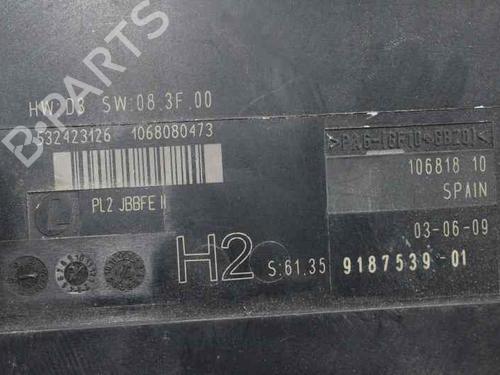 B-PARTS
HW:03 SW:08.3F.00
532423126 1068080473
>PA6-(GF10+GB20)<
106818 10
SPAIN
L
PL2 JBBFE II
03-06-09
H2 S:61.35 9187539-01